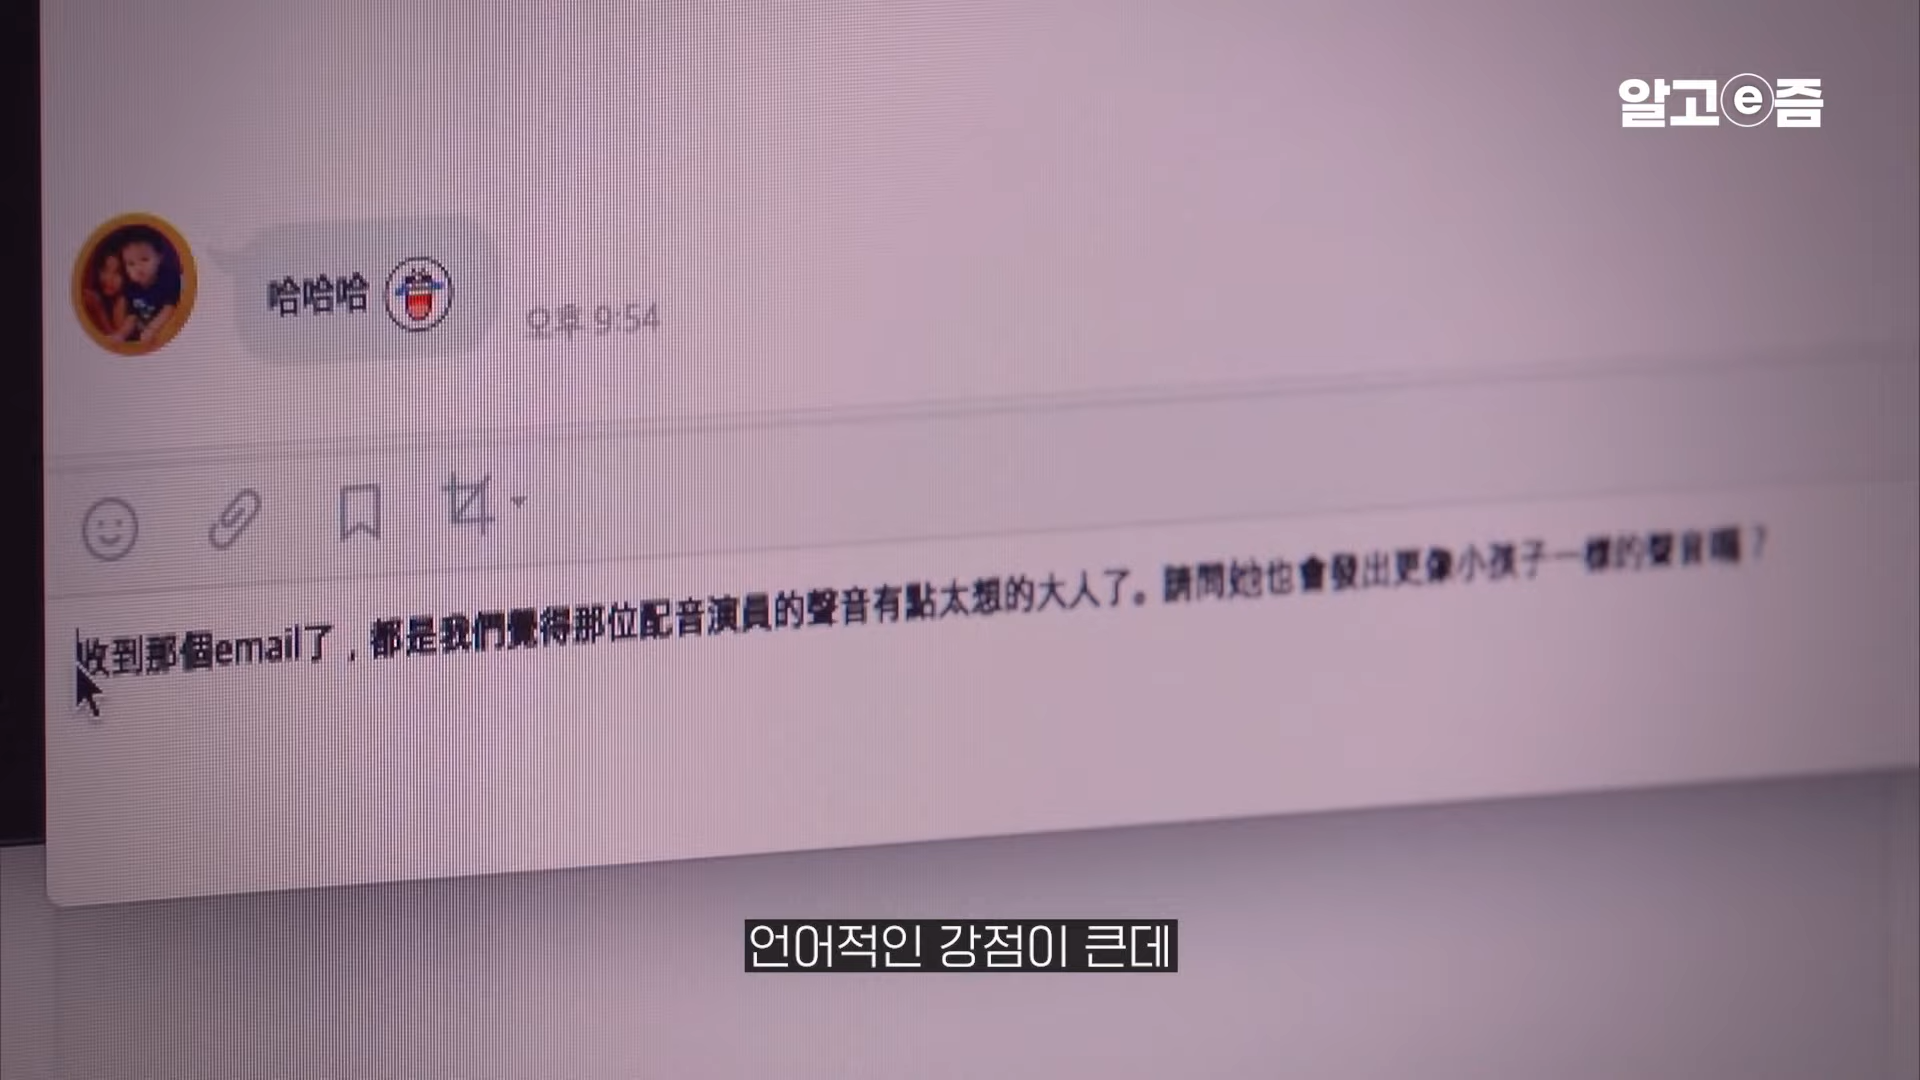 알고e즘
哈哈哈
오후 9:54
收到那個email了，都是我們覺得那位配音演員的聲音有點太想的大人了。請問她也會發出更像小孩子一樣的聲音嗎？
언어적인 강점이 큰데